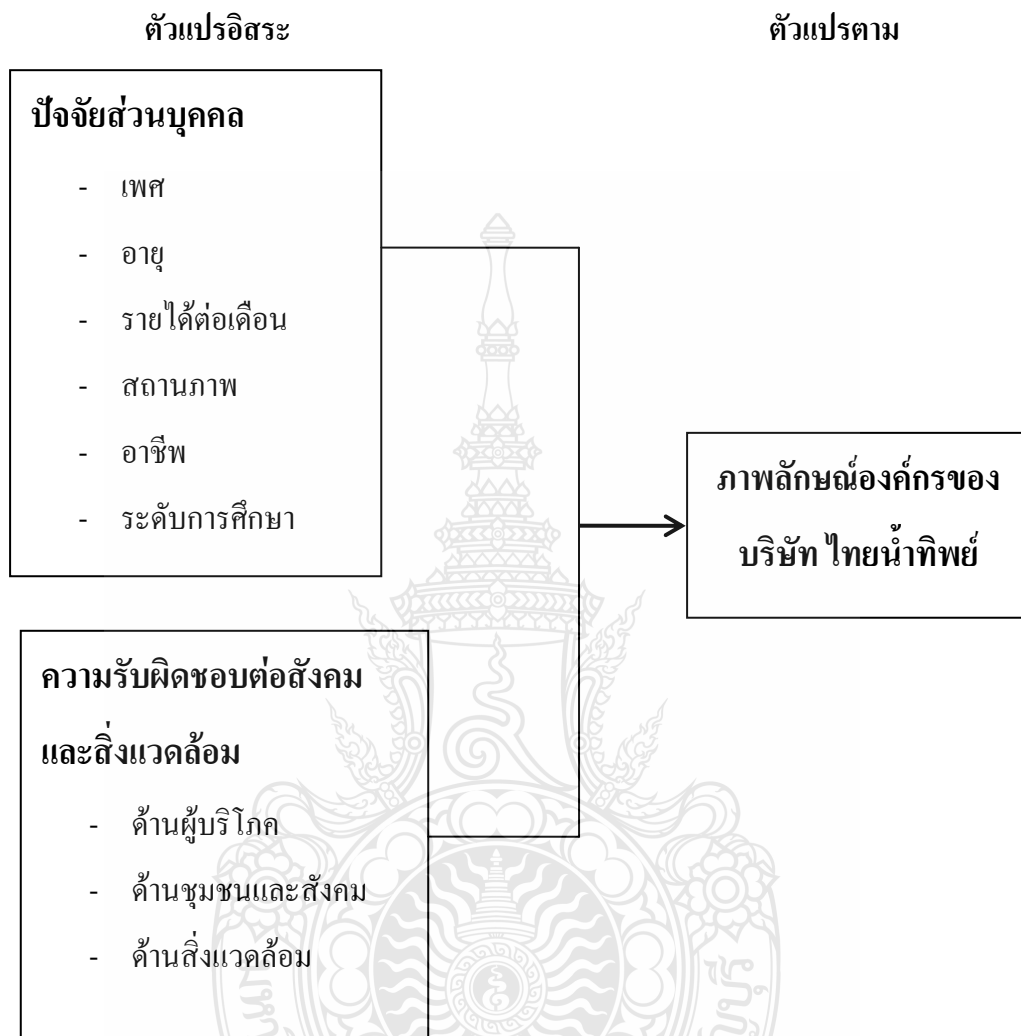 ตัวแปรอิสระ
ตัวแปรตาม
ปัจจัยส่วนบุคคล
- เพศ
- อายุ
- รายได้ต่อเดือน
- สถานภาพ
- อาชีพ
- ระดับการศึกษา
ภาพลักษณ์องค์กรของ
บริษัท ไทยน้ำทิพย์
ความรับผิดชอบต่อสังคม
และสิ่งแวดล้อม
- ด้านผู้บริโภค
- ด้านชุมชนและสังคม
- ด้านสิ่งแวดล้อม